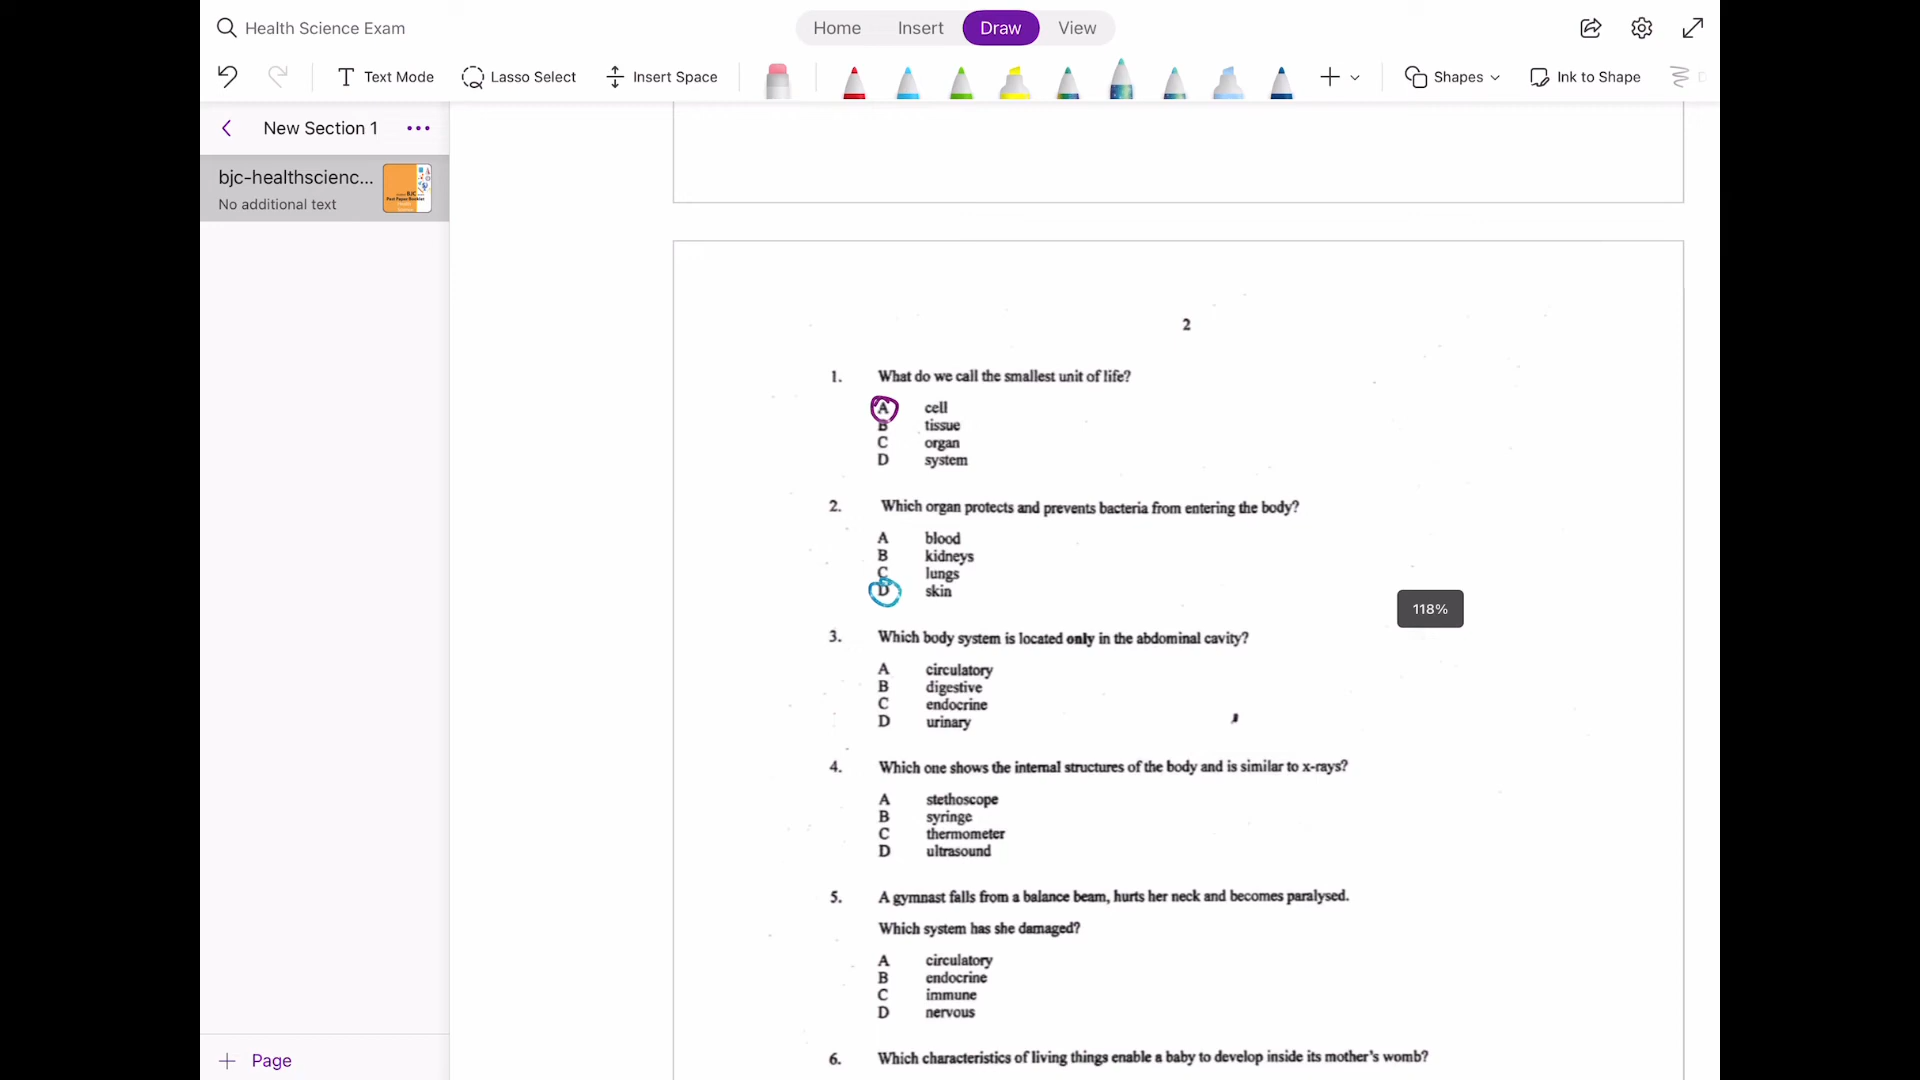 Health Science Exam
Home Insert Draw View
Text Mode Lasso Select Insert Space Shapes Ink to Shape
New Section 1
bjc-healthscienc...
No additional text
2
1. What do we call the smallest unit of life?
A cell
B tissue
C organ
D system
2. Which organ protects and prevents bacteria from entering the body?
A blood
B kidneys
C lungs
D skin
118%
3. Which body system is located only in the abdominal cavity?
A circulatory
B digestive
C endocrine
D urinary
4. Which one shows the internal structures of the body and is similar to x-rays?
A stethoscope
B syringe
C thermometer
D ultrasound
5. A gymnast falls from a balance beam, hurts her neck and becomes paralysed.
Which system has she damaged?
A circulatory
B endocrine
C immune
D nervous
6. Which characteristics of living things enable a baby to develop inside its mother's womb?
Page